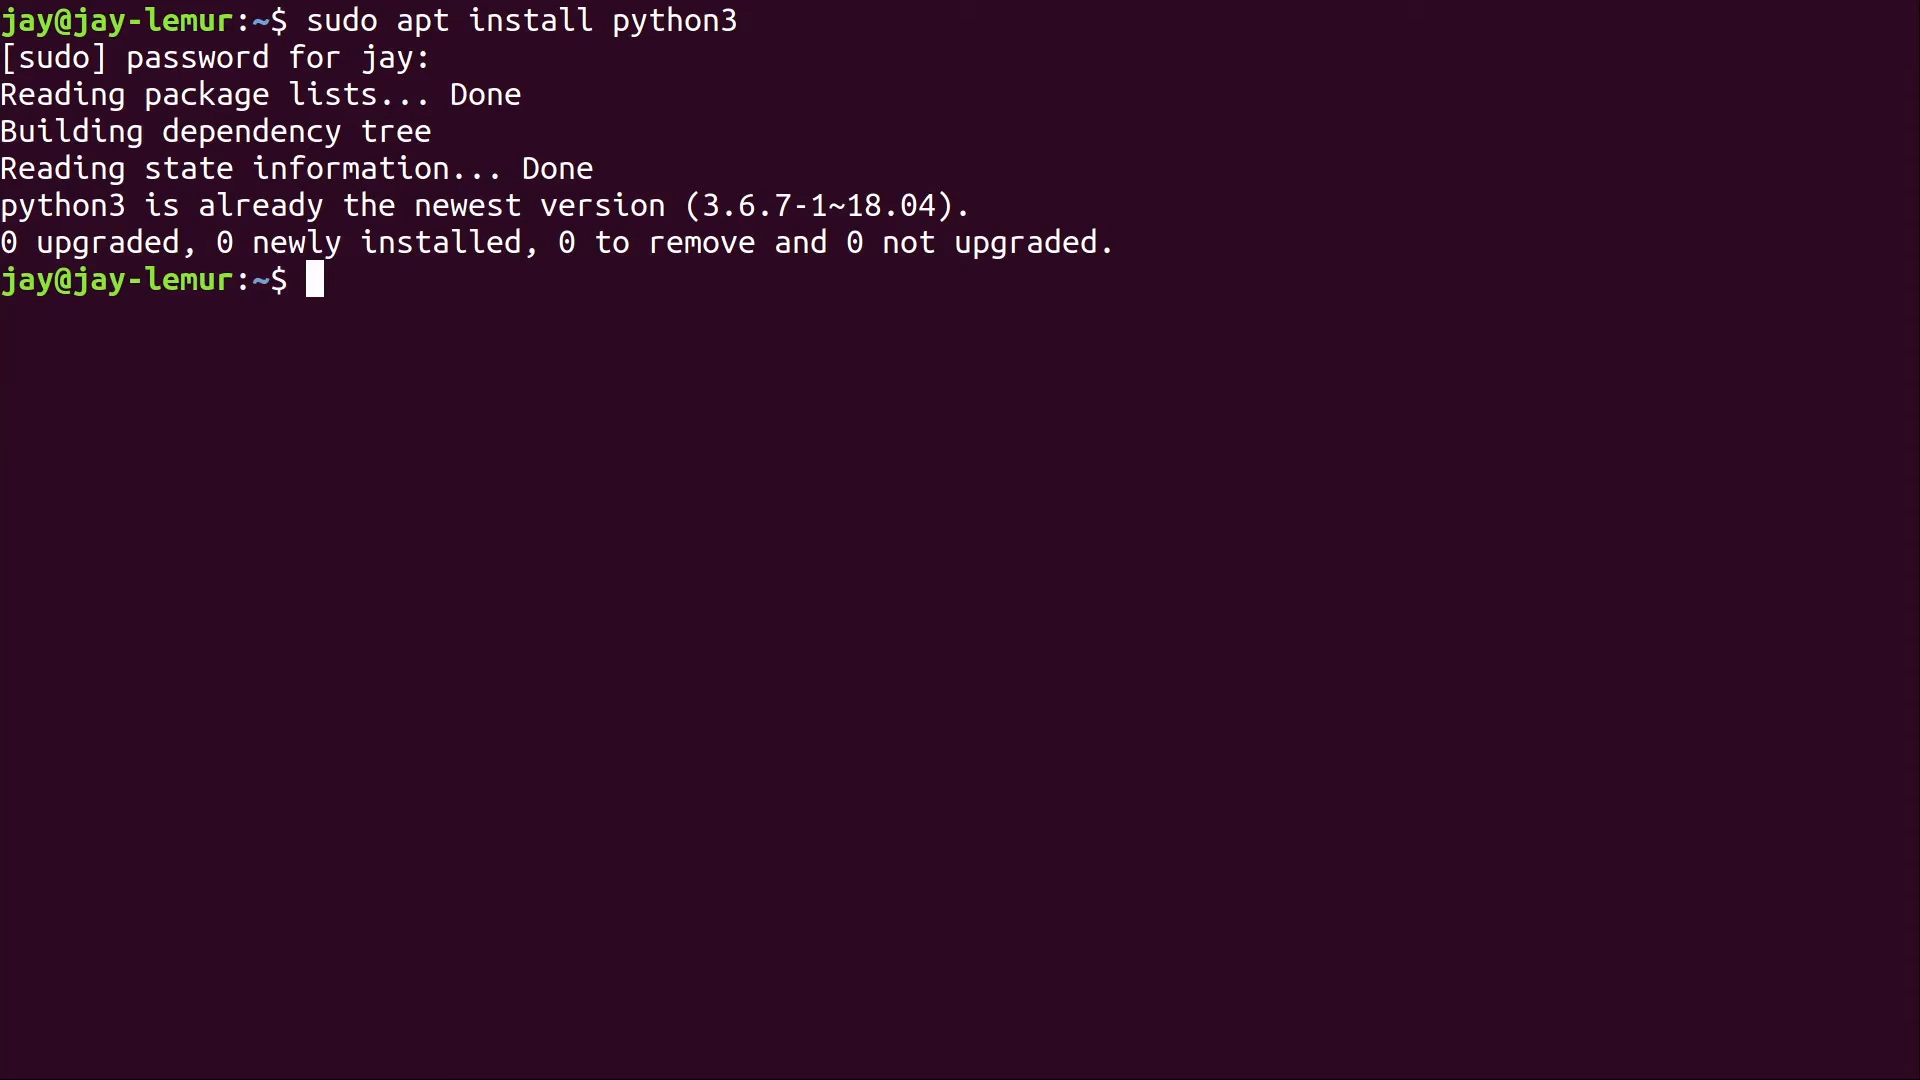 jay@jay-lemur:~$ sudo apt install python3
[sudo] password for jay:
Reading package lists... Done
Building dependency tree
Reading state information... Done
python3 is already the newest version (3.6.7-1~18.04).
0 upgraded, 0 newly installed, 0 to remove and 0 not upgraded.
jay@jay-lemur:~$